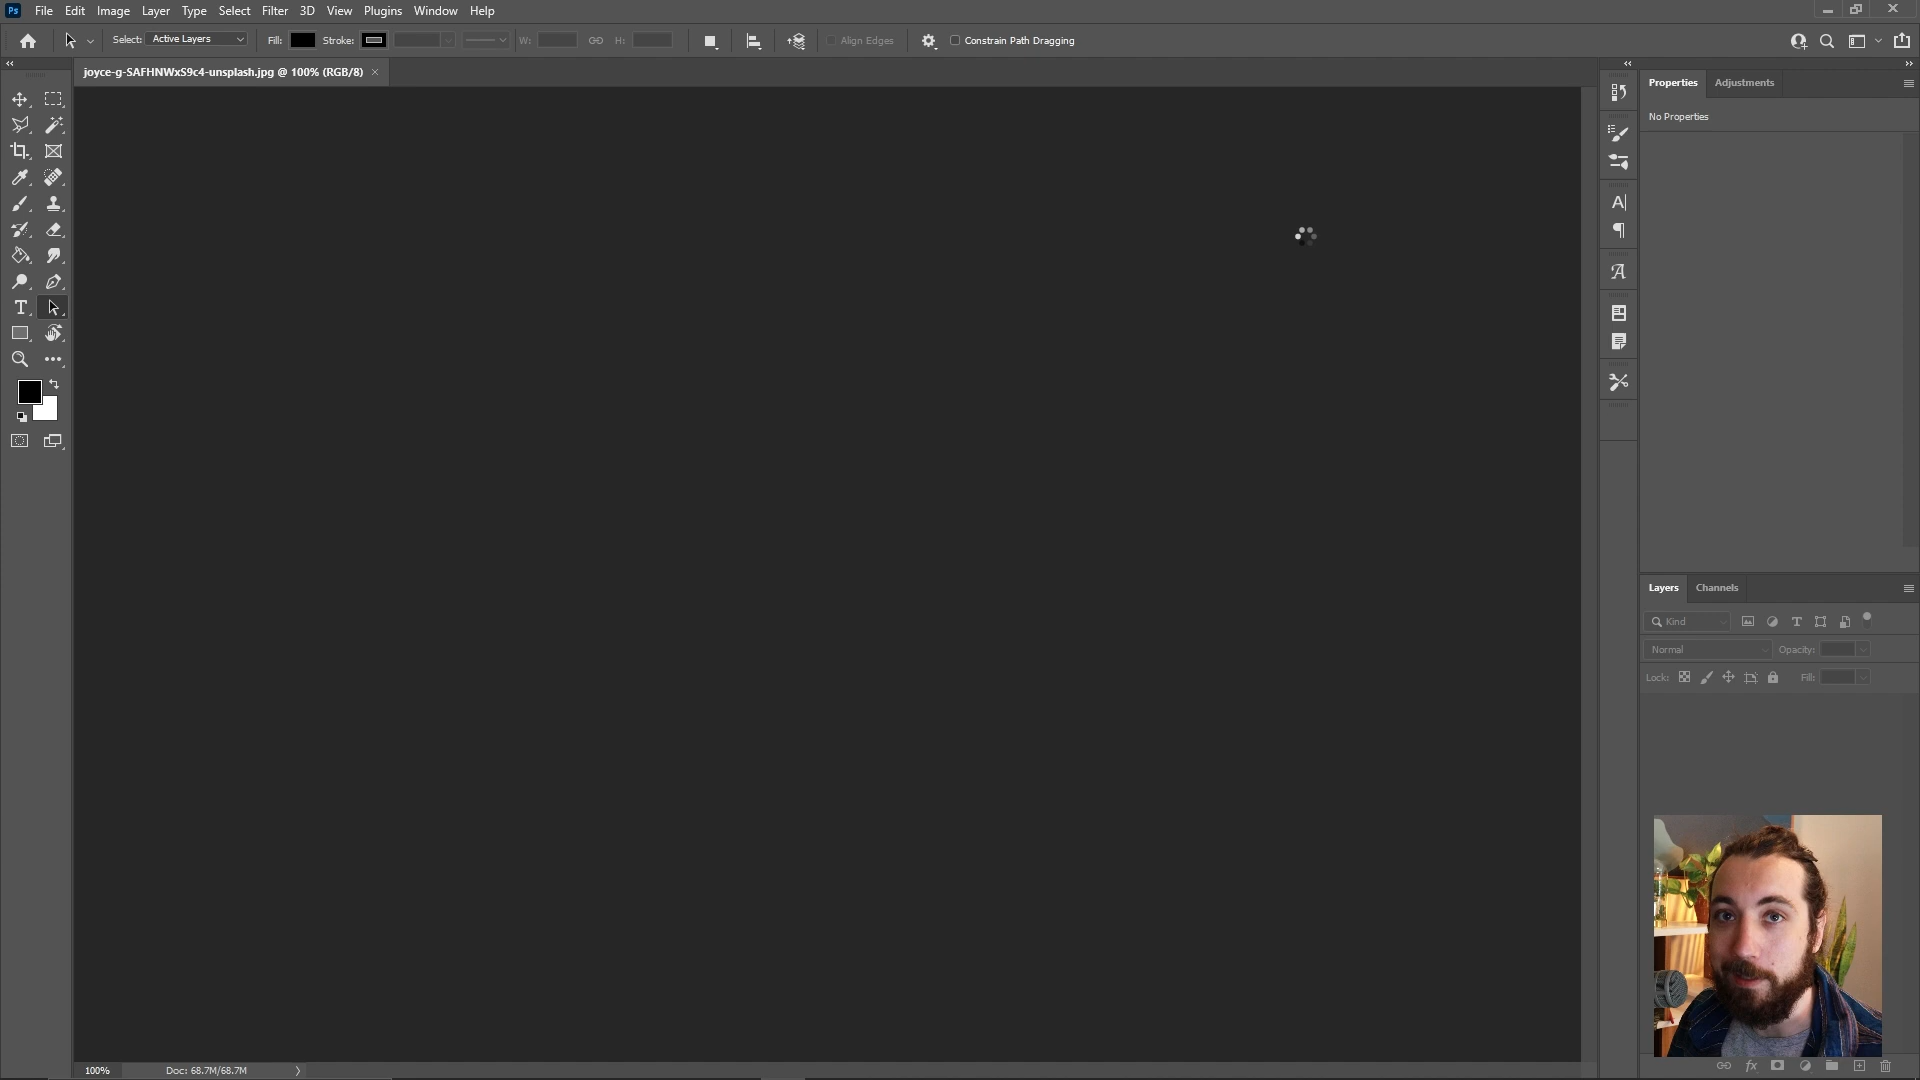 Ps File Edit Image Layer Type Select Filter 3D View Plugins Window Help
Select: Active Layers Fill: Stroke: W: H: Align Edges Constrain Path Dragging
joyce-g-SAFHNWxS9c4-unsplash.jpg @ 100% (RGB/8)
Properties Adjustments
No Properties
Layers Channels
Kind
Normal Opacity:
Lock: Fill:
100% Doc: 68.7M/68.7M